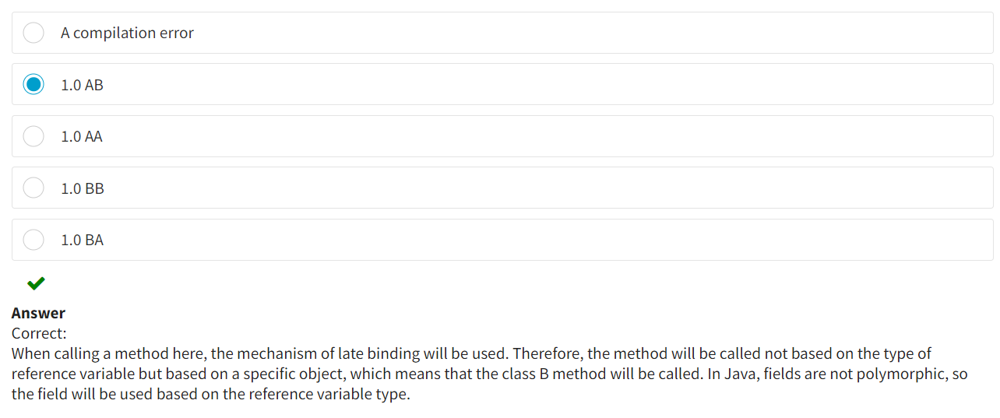 A compilation error
1.0 AB
1.0 AA
1.0 BB
1.0 BA
Answer
Correct:
When calling a method here, the mechanism of late binding will be used. Therefore, the method will be called not based on the type of
reference variable but based on a specific object, which means that the class B method will be called. In Java, fields are not polymorphic, so
the field will be used based on the reference variable type.